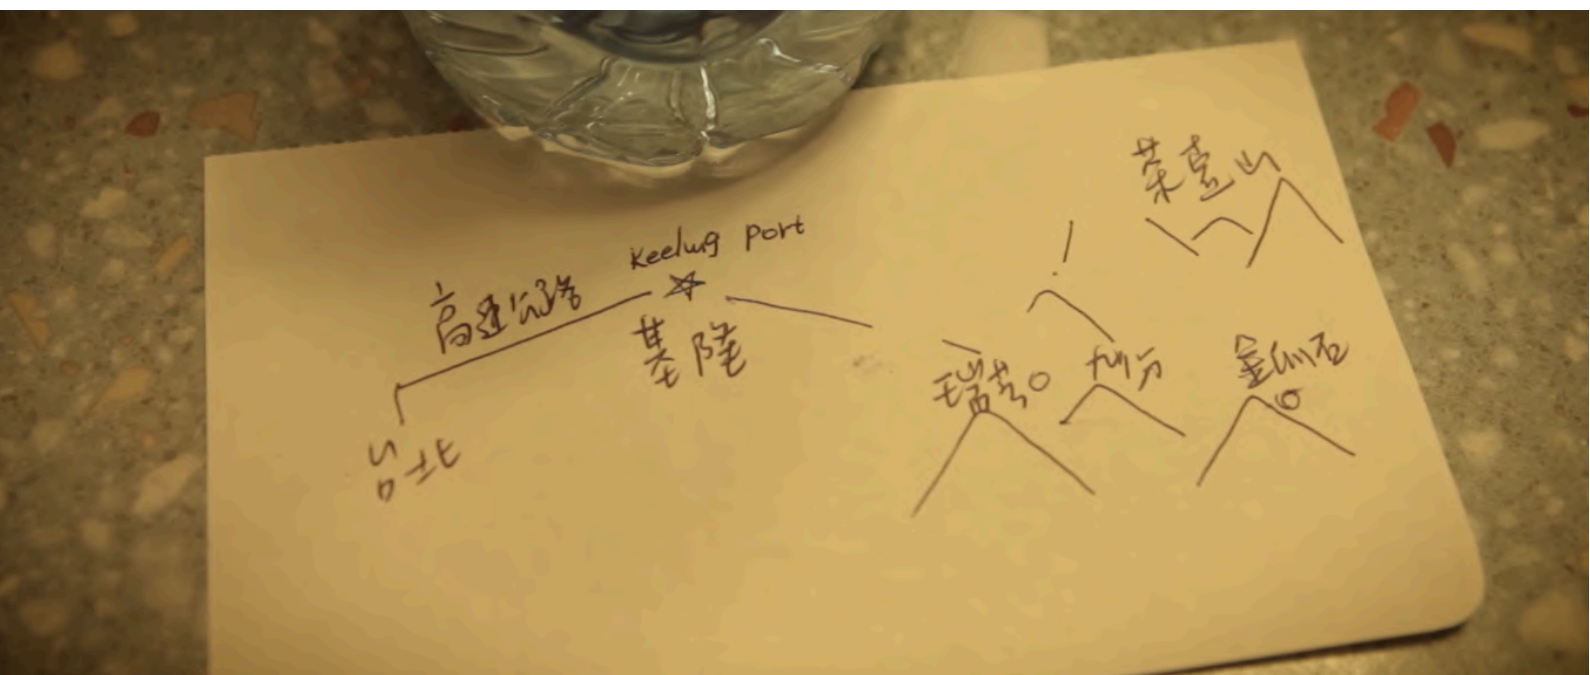 茶壺山
Keelung Port
高速公路
基隆
瑞芳
九份
金瓜石
台北